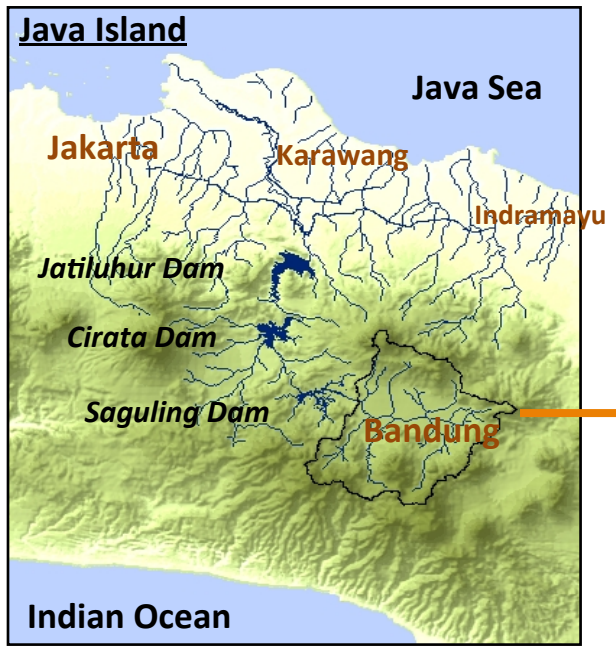 Java Island
Java Sea
Jakarta
Karawang
Indramayu
Jatiluhur Dam
Cirata Dam
Saguling Dam
Bandung
Indian Ocean